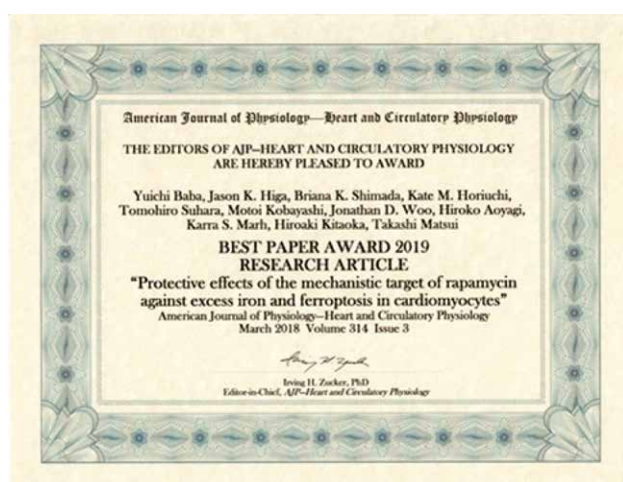 American Journal of Physiology—Heart and Circulatory Physiology
THE EDITORS OF AJP–HEART AND CIRCULATORY PHYSIOLOGY
ARE HEREBY PLEASED TO AWARD
Yuichi Baba, Jason K. Higa, Briana K. Shimada, Kate M. Horiuchi,
Tomohiro Suhara, Motoi Kobayashi, Jonathan D. Woo, Hiroko Aoyagi,
Karra S. Marh, Hiroaki Kitaoka, Takashi Matsui
BEST PAPER AWARD 2019
RESEARCH ARTICLE
“Protective effects of the mechanistic target of rapamycin
against excess iron and ferroptosis in cardiomyocytes”
American Journal of Physiology–Heart and Circulatory Physiology
March 2018 Volume 314 Issue 3
Irving H. Zucker, PhD
Editor-in-Chief, AJP–Heart and Circulatory Physiology